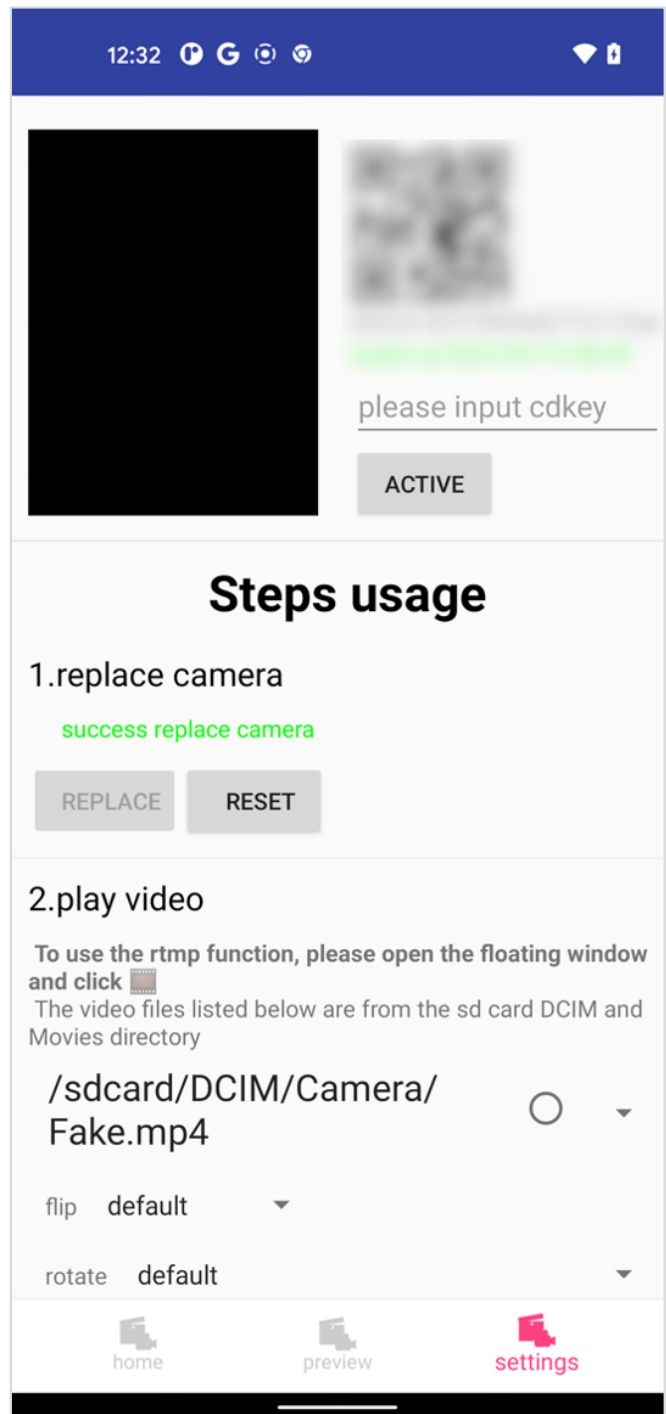 12:32
please input cdkey
ACTIVE
Steps usage
1.replace camera
success replace camera
REPLACE
RESET
2.play video
To use the rtmp function, please open the floating window
and click
The video files listed below are from the sd card DCIM and
Movies directory
/sdcard/DCIM/Camera/
Fake.mp4
flip default
rotate default
home
preview
settings